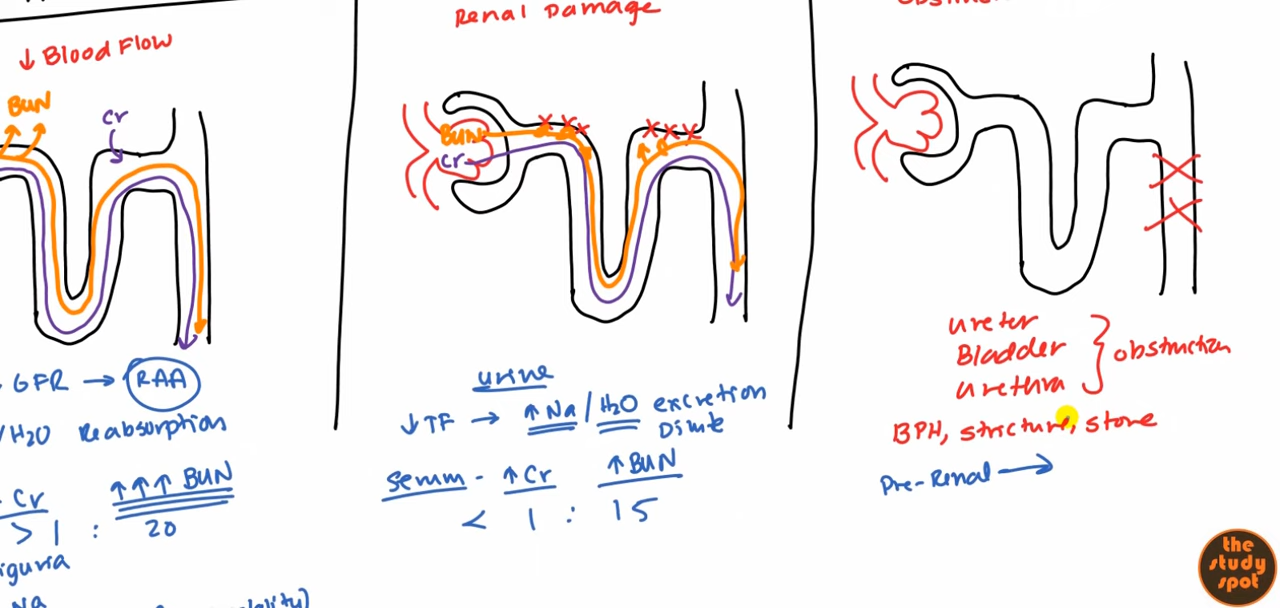 ↓ Blood Flow
BUN
Cr
GFR → RAA
/H2O Reabsorption
Cr ↑↑↑ BUN
> 1 : 20
iguria
Na
Renal Damage
BUN
Cr
urine
↓TF → ↑Na/H2O excretion
Dilute
Serum - ↑Cr ↑BUN
< 1 : 15
Ureter
Bladder
Urethra
obstruction
BPH, stricture, stone
Pre-Renal →
the
study
spot